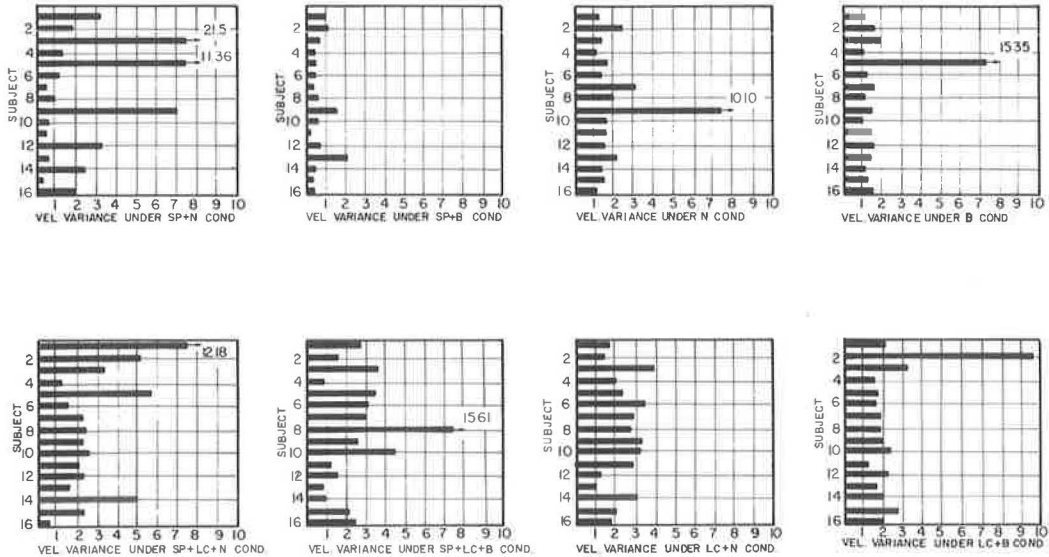 SUBJECT
2
4
6
8
10
12
14
16
21.5
11.36
1 2 3 4 5 6 7 8 9 10
VEL. VARIANCE UNDER SP+N COND
SUBJECT
2
4
6
8
10
12
14
16
1 2 3 4 5 6 7 8 9 10
VEL VARIANCE UNDER SP+B COND
SUBJECT
2
4
6
8
10
12
14
16
1010
1 2 3 4 5 6 7 8 9 10
VEL. VARIANCE UNDER N COND
SUBJECT
2
4
6
8
10
12
14
16
1535
1 2 3 4 5 6 7 8 9 10
VEL. VARIANCE UNDER B COND
SUBJECT
2
4
6
8
10
12
14
16
1218
1 2 3 4 5 6 7 8 9 10
VEL. VARIANCE UNDER SP+LC+N COND.
SUBJECT
2
4
6
8
10
12
14
16
1561
1 2 3 4 5 6 7 8 9 10
VEL. VARIANCE UNDER SP+LC+B COND.
SUBJECT
2
4
6
8
10
12
14
16
1 2 3 4 5 6 7 8 9 10
VEL. VARIANCE UNDER LC+N COND.
SUBJECT
2
4
6
8
10
12
14
16
1 2 3 4 5 6 7 8 9 10
VEL. VARIANCE UNDER LC+B COND.